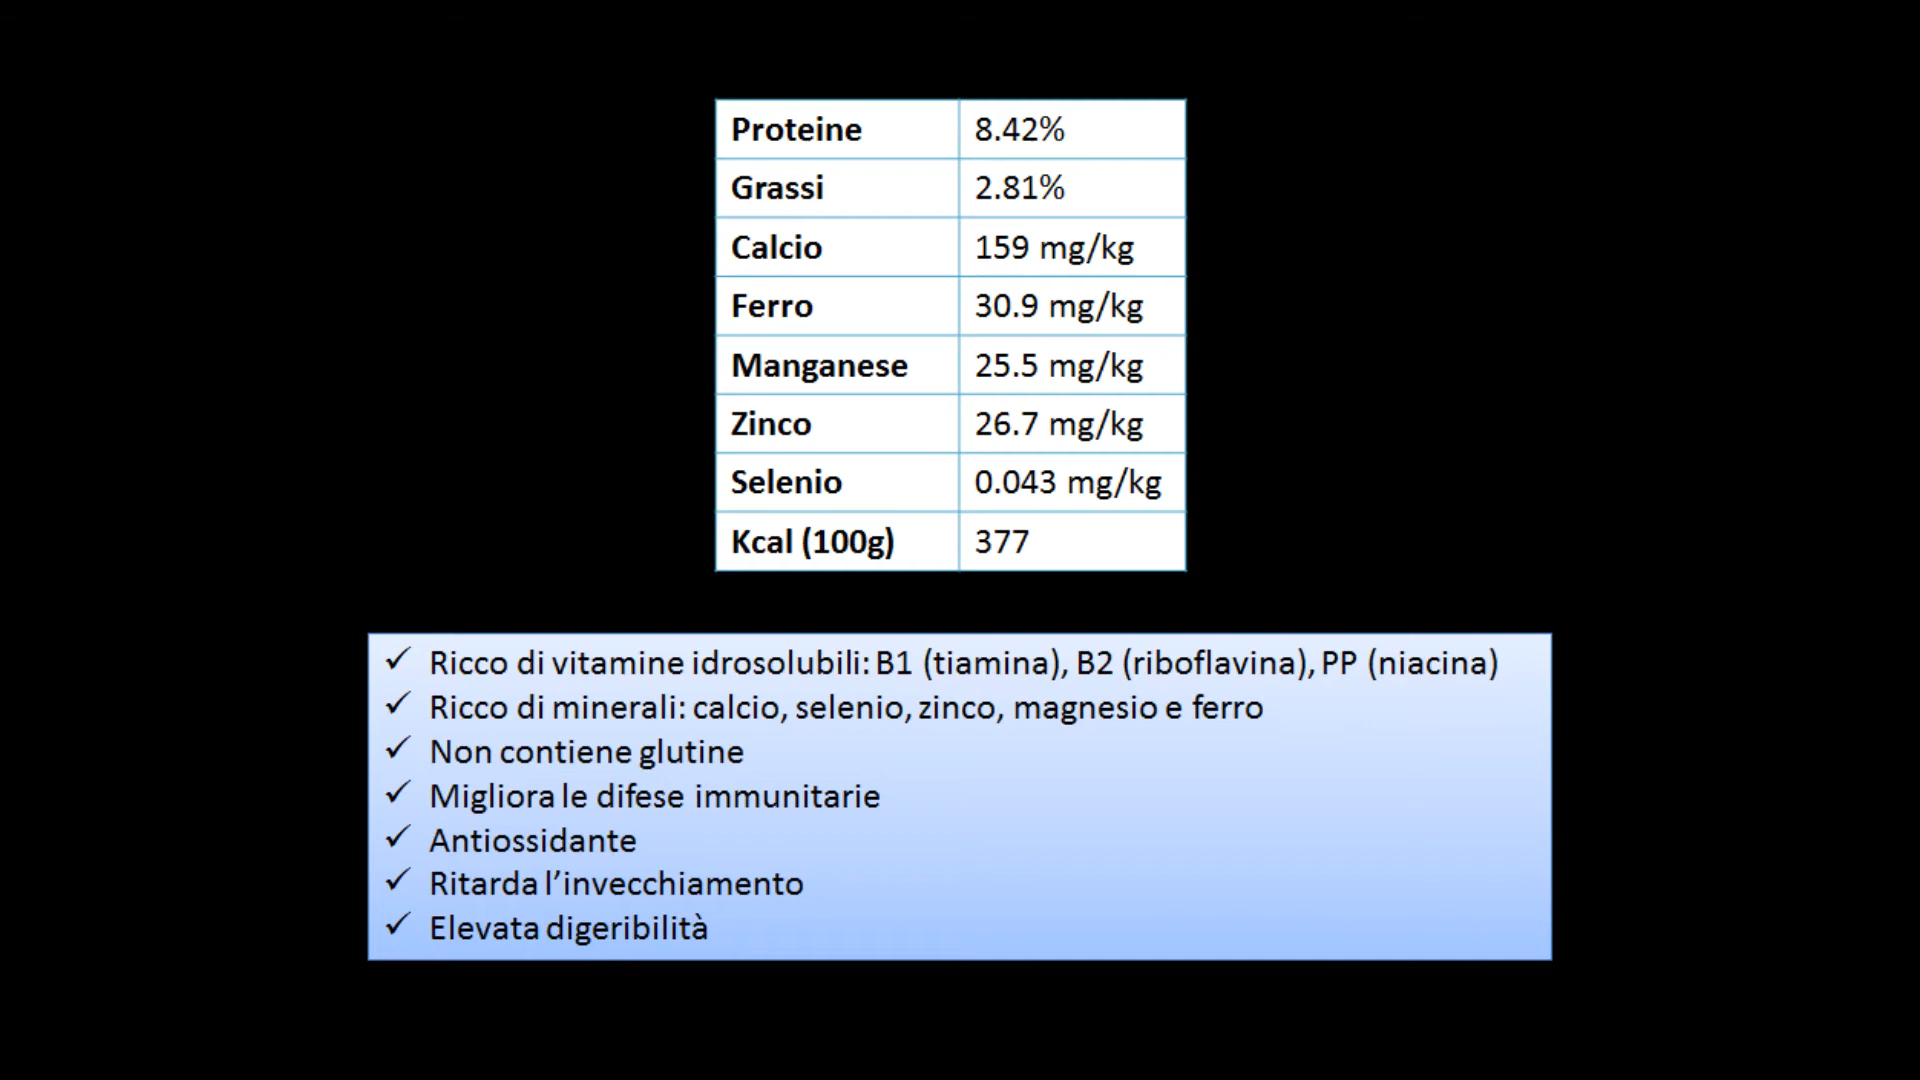 Proteine 8.42%
Grassi 2.81%
Calcio 159 mg/kg
Ferro 30.9 mg/kg
Manganese 25.5 mg/kg
Zinco 26.7 mg/kg
Selenio 0.043 mg/kg
Kcal (100g) 377
✓ Ricco di vitamine idrosolubili: B1 (tiamina), B2 (riboflavina), PP (niacina)
✓ Ricco di minerali: calcio, selenio, zinco, magnesio e ferro
✓ Non contiene glutine
✓ Migliora le difese immunitarie
✓ Antiossidante
✓ Ritarda l’invecchiamento
✓ Elevata digeribilità